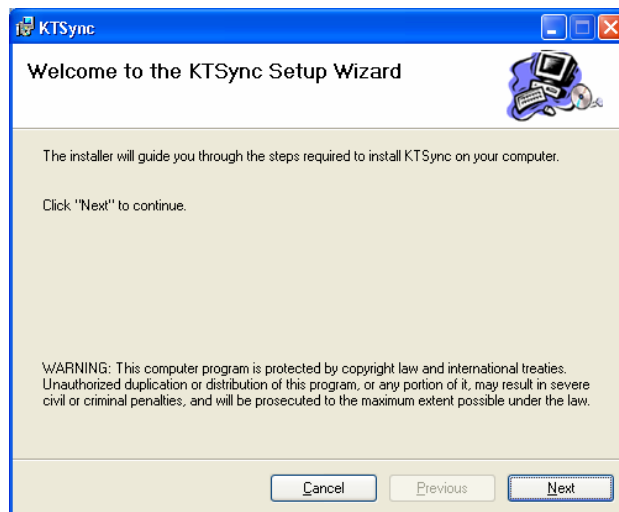 KTSync
Welcome to the KTSync Setup Wizard
The installer will guide you through the steps required to install KTSync on your computer.
Click "Next" to continue.
WARNING: This computer program is protected by copyright law and international treaties.
Unauthorized duplication or distribution of this program, or any portion of it, may result in severe
civil or criminal penalties, and will be prosecuted to the maximum extent possible under the law.
Cancel Previous Next